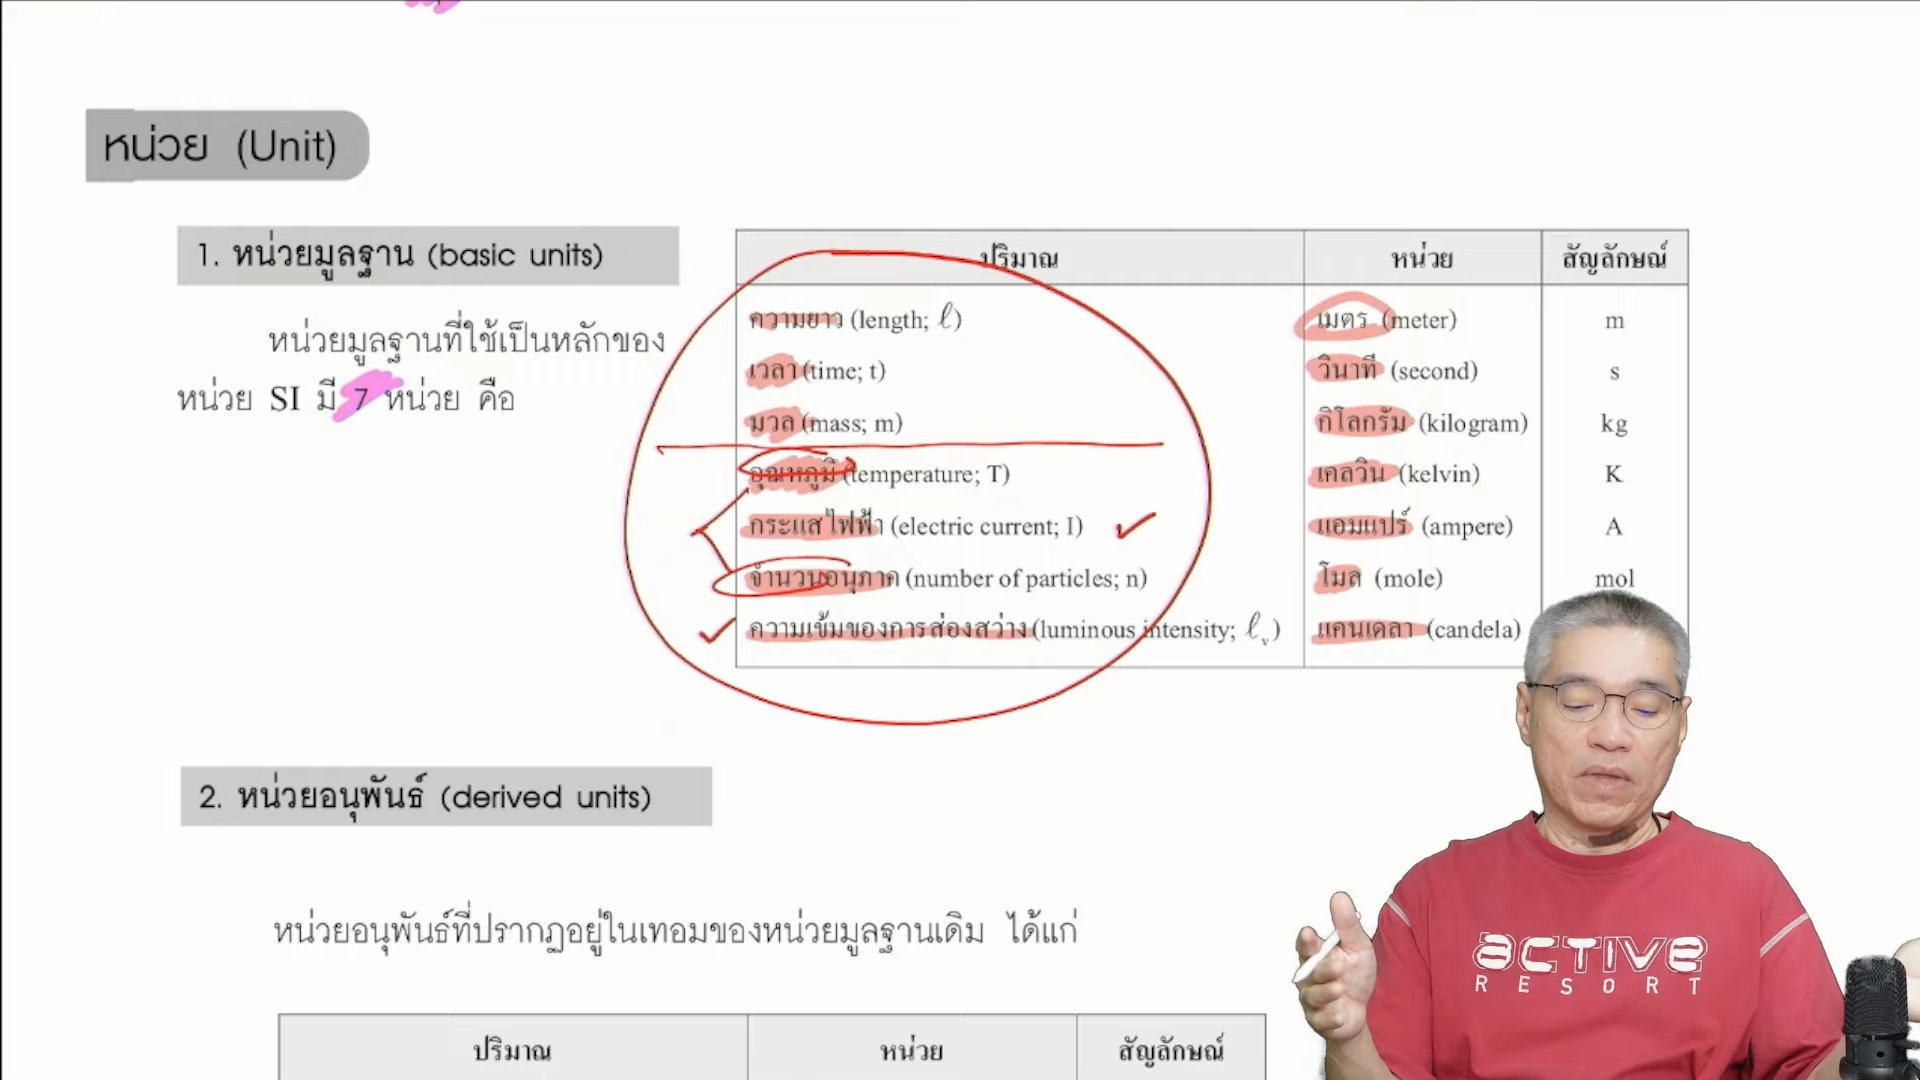 หน่วย (Unit)
1. หน่วยมูลฐาน (basic units)
หน่วยมูลฐานที่ใช้เป็นหลักของ
หน่วย SI มี 7 หน่วย คือ
ปริมาณ หน่วย สัญลักษณ์
ความยาว (length; ℓ) เมตร (meter) m
เวลา (time; t) วินาที (second) s
มวล (mass; m) กิโลกรัม (kilogram) kg
อุณหภูมิ (temperature; T) เคลวิน (kelvin) K
กระแสไฟฟ้า (electric current; I) แอมแปร์ (ampere) A
จำนวนอนุภาค (number of particles; n) โมล (mole) mol
ความเข้มของการส่องสว่าง (luminous intensity; ℓv) แคนเดลา (candela)
2. หน่วยอนุพันธ์ (derived units)
หน่วยอนุพันธ์ที่ปรากฏอยู่ในเทอมของหน่วยมูลฐานเดิม ได้แก่
ปริมาณ หน่วย สัญลักษณ์
ACTIVE
RESORT